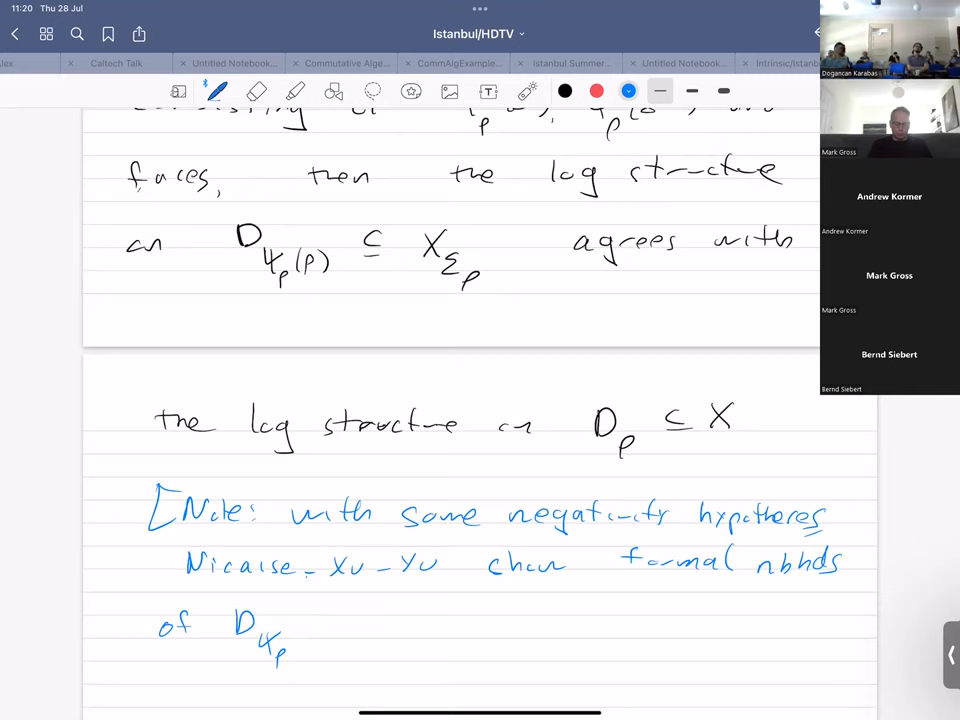 11:20 Thu 28 Jul
Istanbul/HDTV
Caltech Talk
Untitled Notebook...
Commutative Alge...
CommAlgExample...
Istanbul Summer...
Untitled Notebook...
Intrinsic/Istanb
Dogancan Karabas
Mark Gross
Andrew Kormer
Andrew Kormer
Mark Gross
Mark Gross
Bernd Siebert
Bernd Siebert
faces, then the log structure
on D_{Ψ_ρ(ρ)} ⊆ X_{Σ_ρ} agrees with
the log structure on D_ρ ⊆ X
[Note: with some negativity hypotheses
Nicaise - Xu - Yu show formal nbhds
of D_{Ψ_ρ}